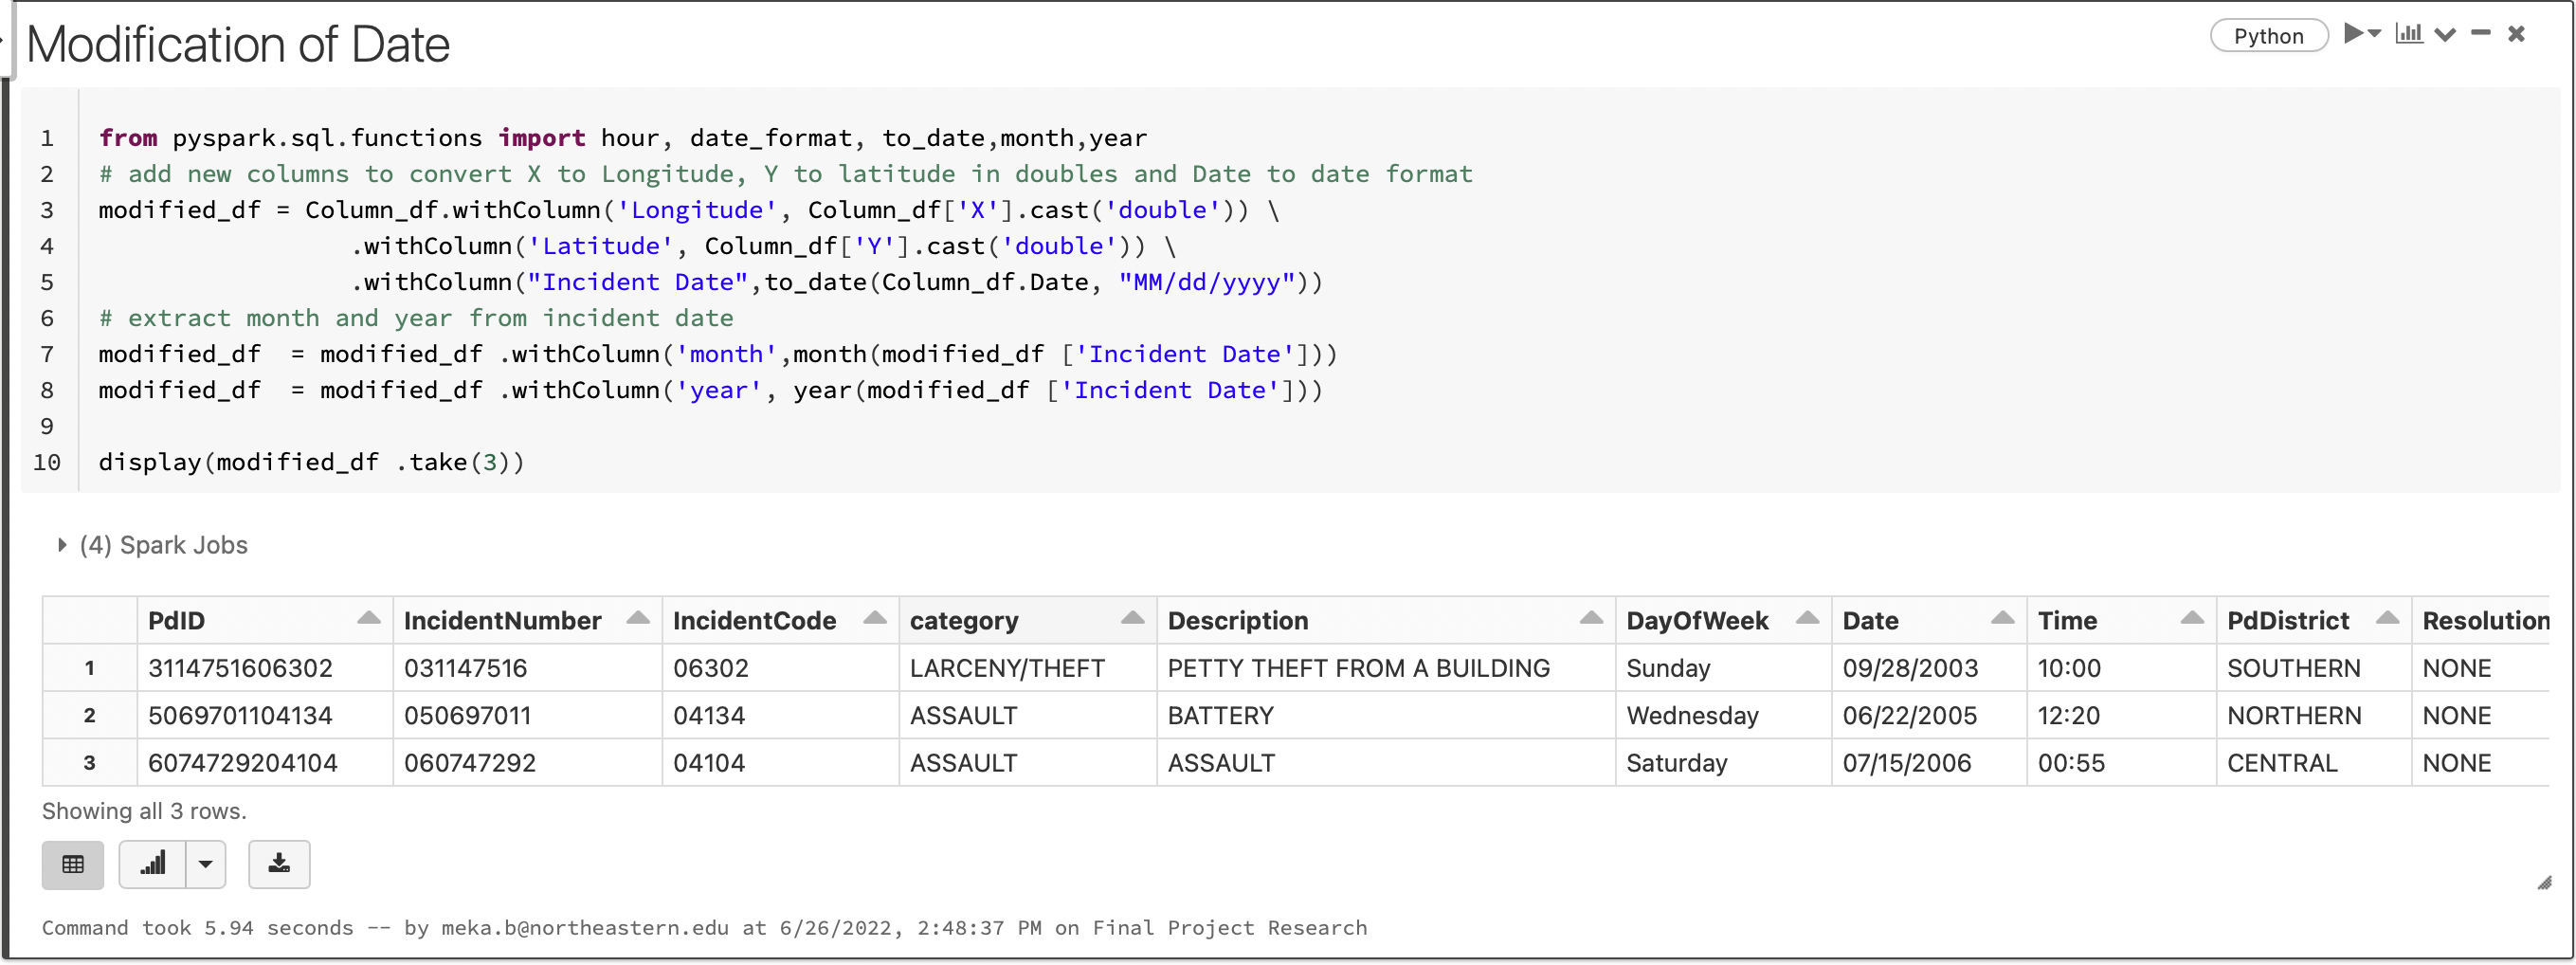 Modification of Date
Python
1 from pyspark.sql.functions import hour, date_format, to_date,month,year
2 # add new columns to convert X to Longitude, Y to latitude in doubles and Date to date format
3 modified_df = Column_df.withColumn('Longitude', Column_df['X'].cast('double')) \
4 .withColumn('Latitude', Column_df['Y'].cast('double')) \
5 .withColumn("Incident Date",to_date(Column_df.Date, "MM/dd/yyyy"))
6 # extract month and year from incident date
7 modified_df  = modified_df .withColumn('month',month(modified_df ['Incident Date']))
8 modified_df  = modified_df .withColumn('year', year(modified_df ['Incident Date']))
9
10 display(modified_df .take(3))
(4) Spark Jobs
PdID IncidentNumber IncidentCode category Description DayOfWeek Date Time PdDistrict Resolution
1 3114751606302 031147516 06302 LARCENY/THEFT PETTY THEFT FROM A BUILDING Sunday 09/28/2003 10:00 SOUTHERN NONE
2 5069701104134 050697011 04134 ASSAULT BATTERY Wednesday 06/22/2005 12:20 NORTHERN NONE
3 6074729204104 060747292 04104 ASSAULT ASSAULT Saturday 07/15/2006 00:55 CENTRAL NONE
Showing all 3 rows.
Command took 5.94 seconds -- by meka.b@northeastern.edu at 6/26/2022, 2:48:37 PM on Final Project Research